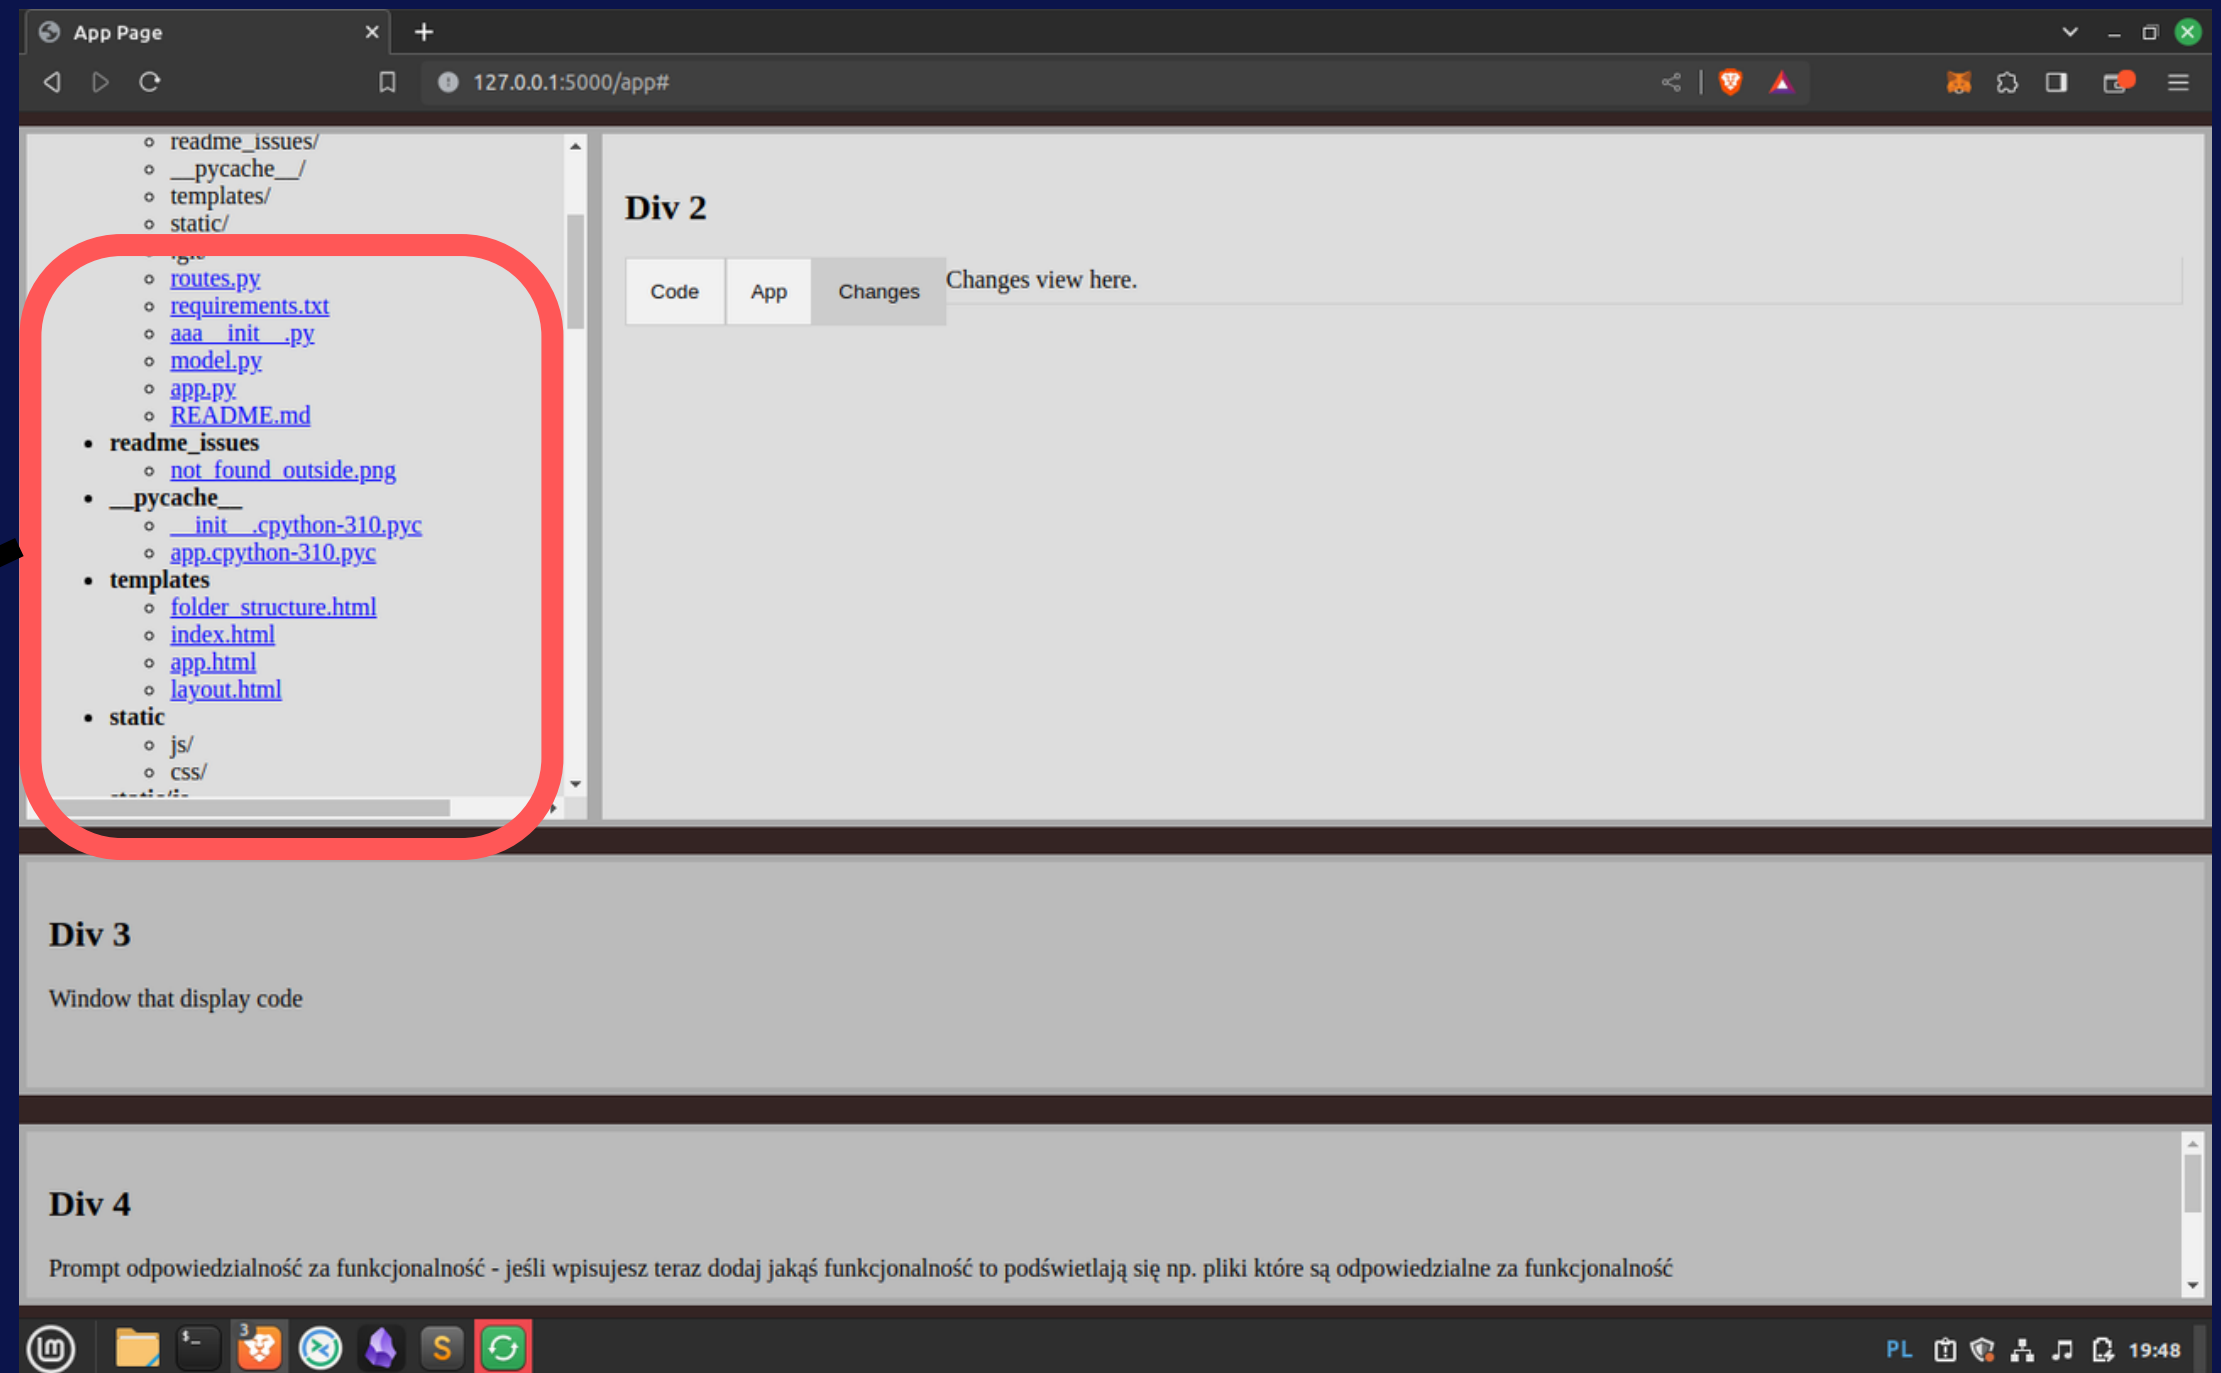 App Page
127.0.0.1:5000/app#
readme_issues/
__pycache__/
templates/
static/
routes.py
requirements.txt
aaa__init__.py
model.py
app.py
README.md
readme_issues
not_found_outside.png
__pycache__
__init__.cpython-310.pyc
app.cpython-310.pyc
templates
folder_structure.html
index.html
app.html
layout.html
static
js/
css/
Div 2
Code App Changes Changes view here.
Div 3
Window that display code
Div 4
Prompt odpowiedzialność za funkcjonalność - jeśli wpisujesz teraz dodaj jakąś funkcjonalność to podświetlają się np. pliki które są odpowiedzialne za funkcjonalność
3
S
PL 19:48